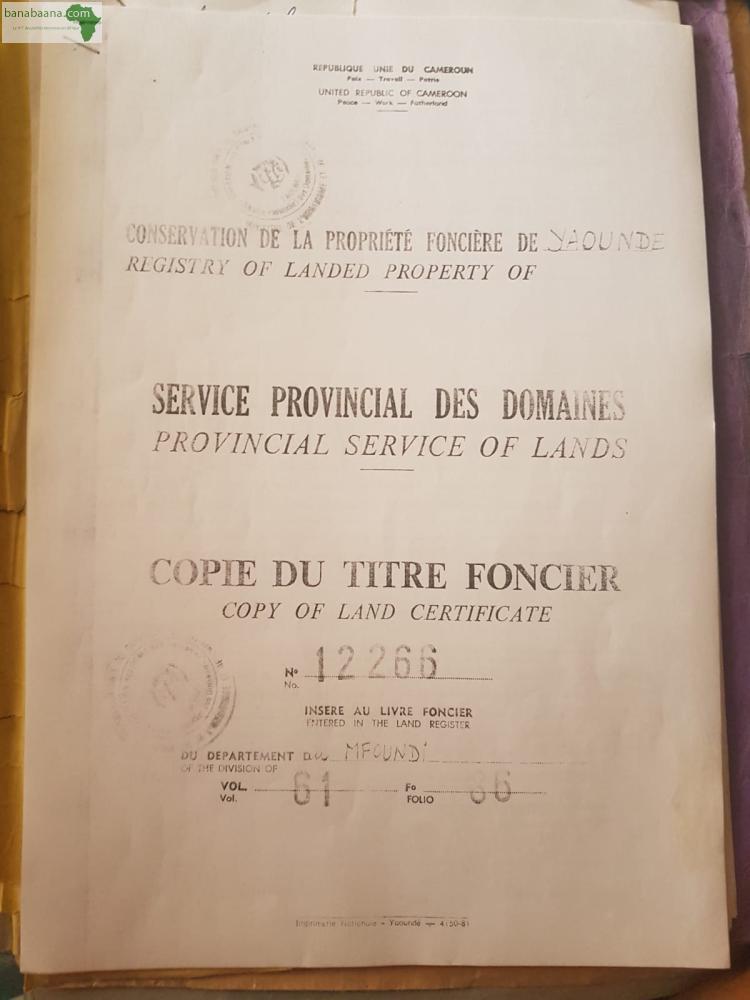 banabaana.com
REPUBLIQUE UNIE DU CAMEROUN
Paix — Travail — Patrie
UNITED REPUBLIC OF CAMEROON
Peace — Work — Fatherland
CONSERVATION DE LA PROPRIÉTÉ FONCIÈRE DE YAOUNDE
REGISTRY OF LANDED PROPERTY OF
SERVICE PROVINCIAL DES DOMAINES
PROVINCIAL SERVICE OF LANDS
COPIE DU TITRE FONCIER
COPY OF LAND CERTIFICATE
Nº 12266
No.
INSERE AU LIVRE FONCIER
ENTERED IN THE LAND REGISTER
DU DEPARTEMENT du MFOUNDI
OF THE DIVISION OF
VOL. 61 Fo 86
Vol. FOLIO
Imprimerie Nationale - Yaoundé